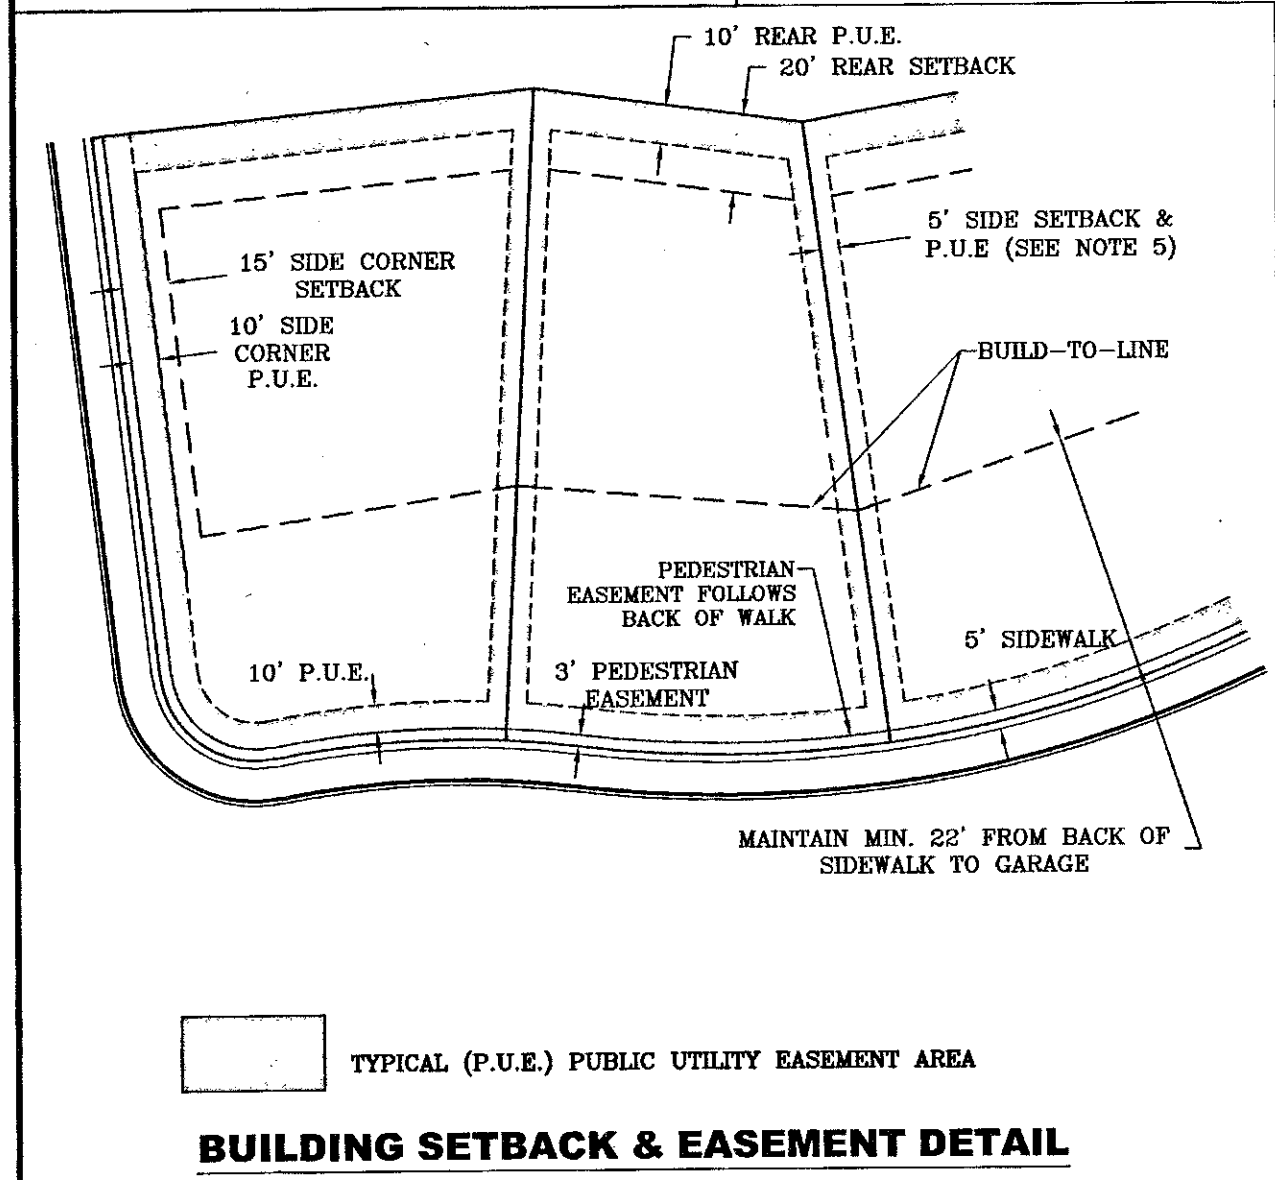 10' REAR P.U.E.
20' REAR SETBACK
5' SIDE SETBACK &
P.U.E (SEE NOTE 5)
15' SIDE CORNER
SETBACK
10' SIDE
CORNER
P.U.E.
BUILD-TO-LINE
PEDESTRIAN
EASEMENT FOLLOWS
BACK OF WALK
5' SIDEWALK
10' P.U.E.
3' PEDESTRIAN
EASEMENT
MAINTAIN MIN. 22' FROM BACK OF
SIDEWALK TO GARAGE
TYPICAL (P.U.E.) PUBLIC UTILITY EASEMENT AREA
BUILDING SETBACK & EASEMENT DETAIL